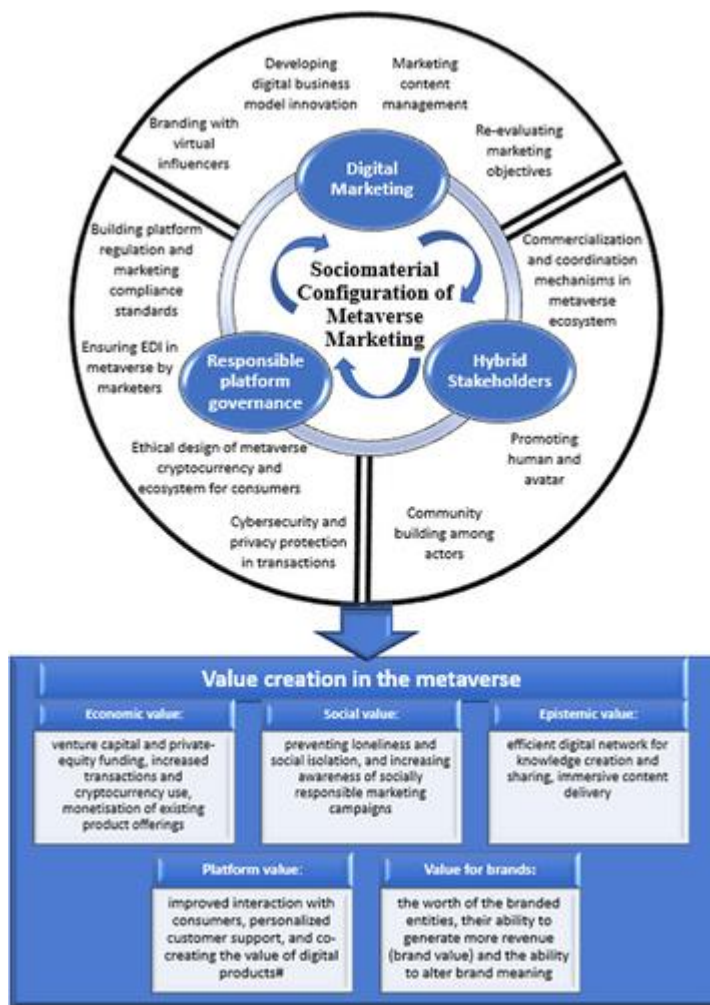 Developing
digital business
model innovation
Marketing
content
management
Branding with
virtual
influencers
Re-evaluating
marketing
objectives
Digital
Marketing
Building platform
regulation and
marketing
compliance
standards
Commercialization
and coordination
mechanisms in
metaverse
ecosystem
Sociomaterial
Configuration of
Metaverse
Marketing
Ensuring EDI in
metaverse by
marketers
Responsible
platform
governance
Hybrid
Stakeholders
Ethical design of metaverse
cryptocurrency and
ecosystem for consumers
Promoting
human and
avatar
Cybersecurity and
privacy protection
in transactions
Community
building among
actors
Value creation in the metaverse
Economic value:
venture capital and private-
equity funding, increased
transactions and
cryptocurrency use,
monetisation of existing
product offerings
Social value:
preventing loneliness and
social isolation, and increasing
awareness of socially
responsible marketing
campaigns
Epistemic value:
efficient digital network for
knowledge creation and
sharing, immersive content
delivery
Platform value:
improved interaction with
consumers, personalized
customer support, and co-
creating the value of digital
products#
Value for brands:
the worth of the branded
entities, their ability to
generate more revenue
(brand value) and the ability
to alter brand meaning